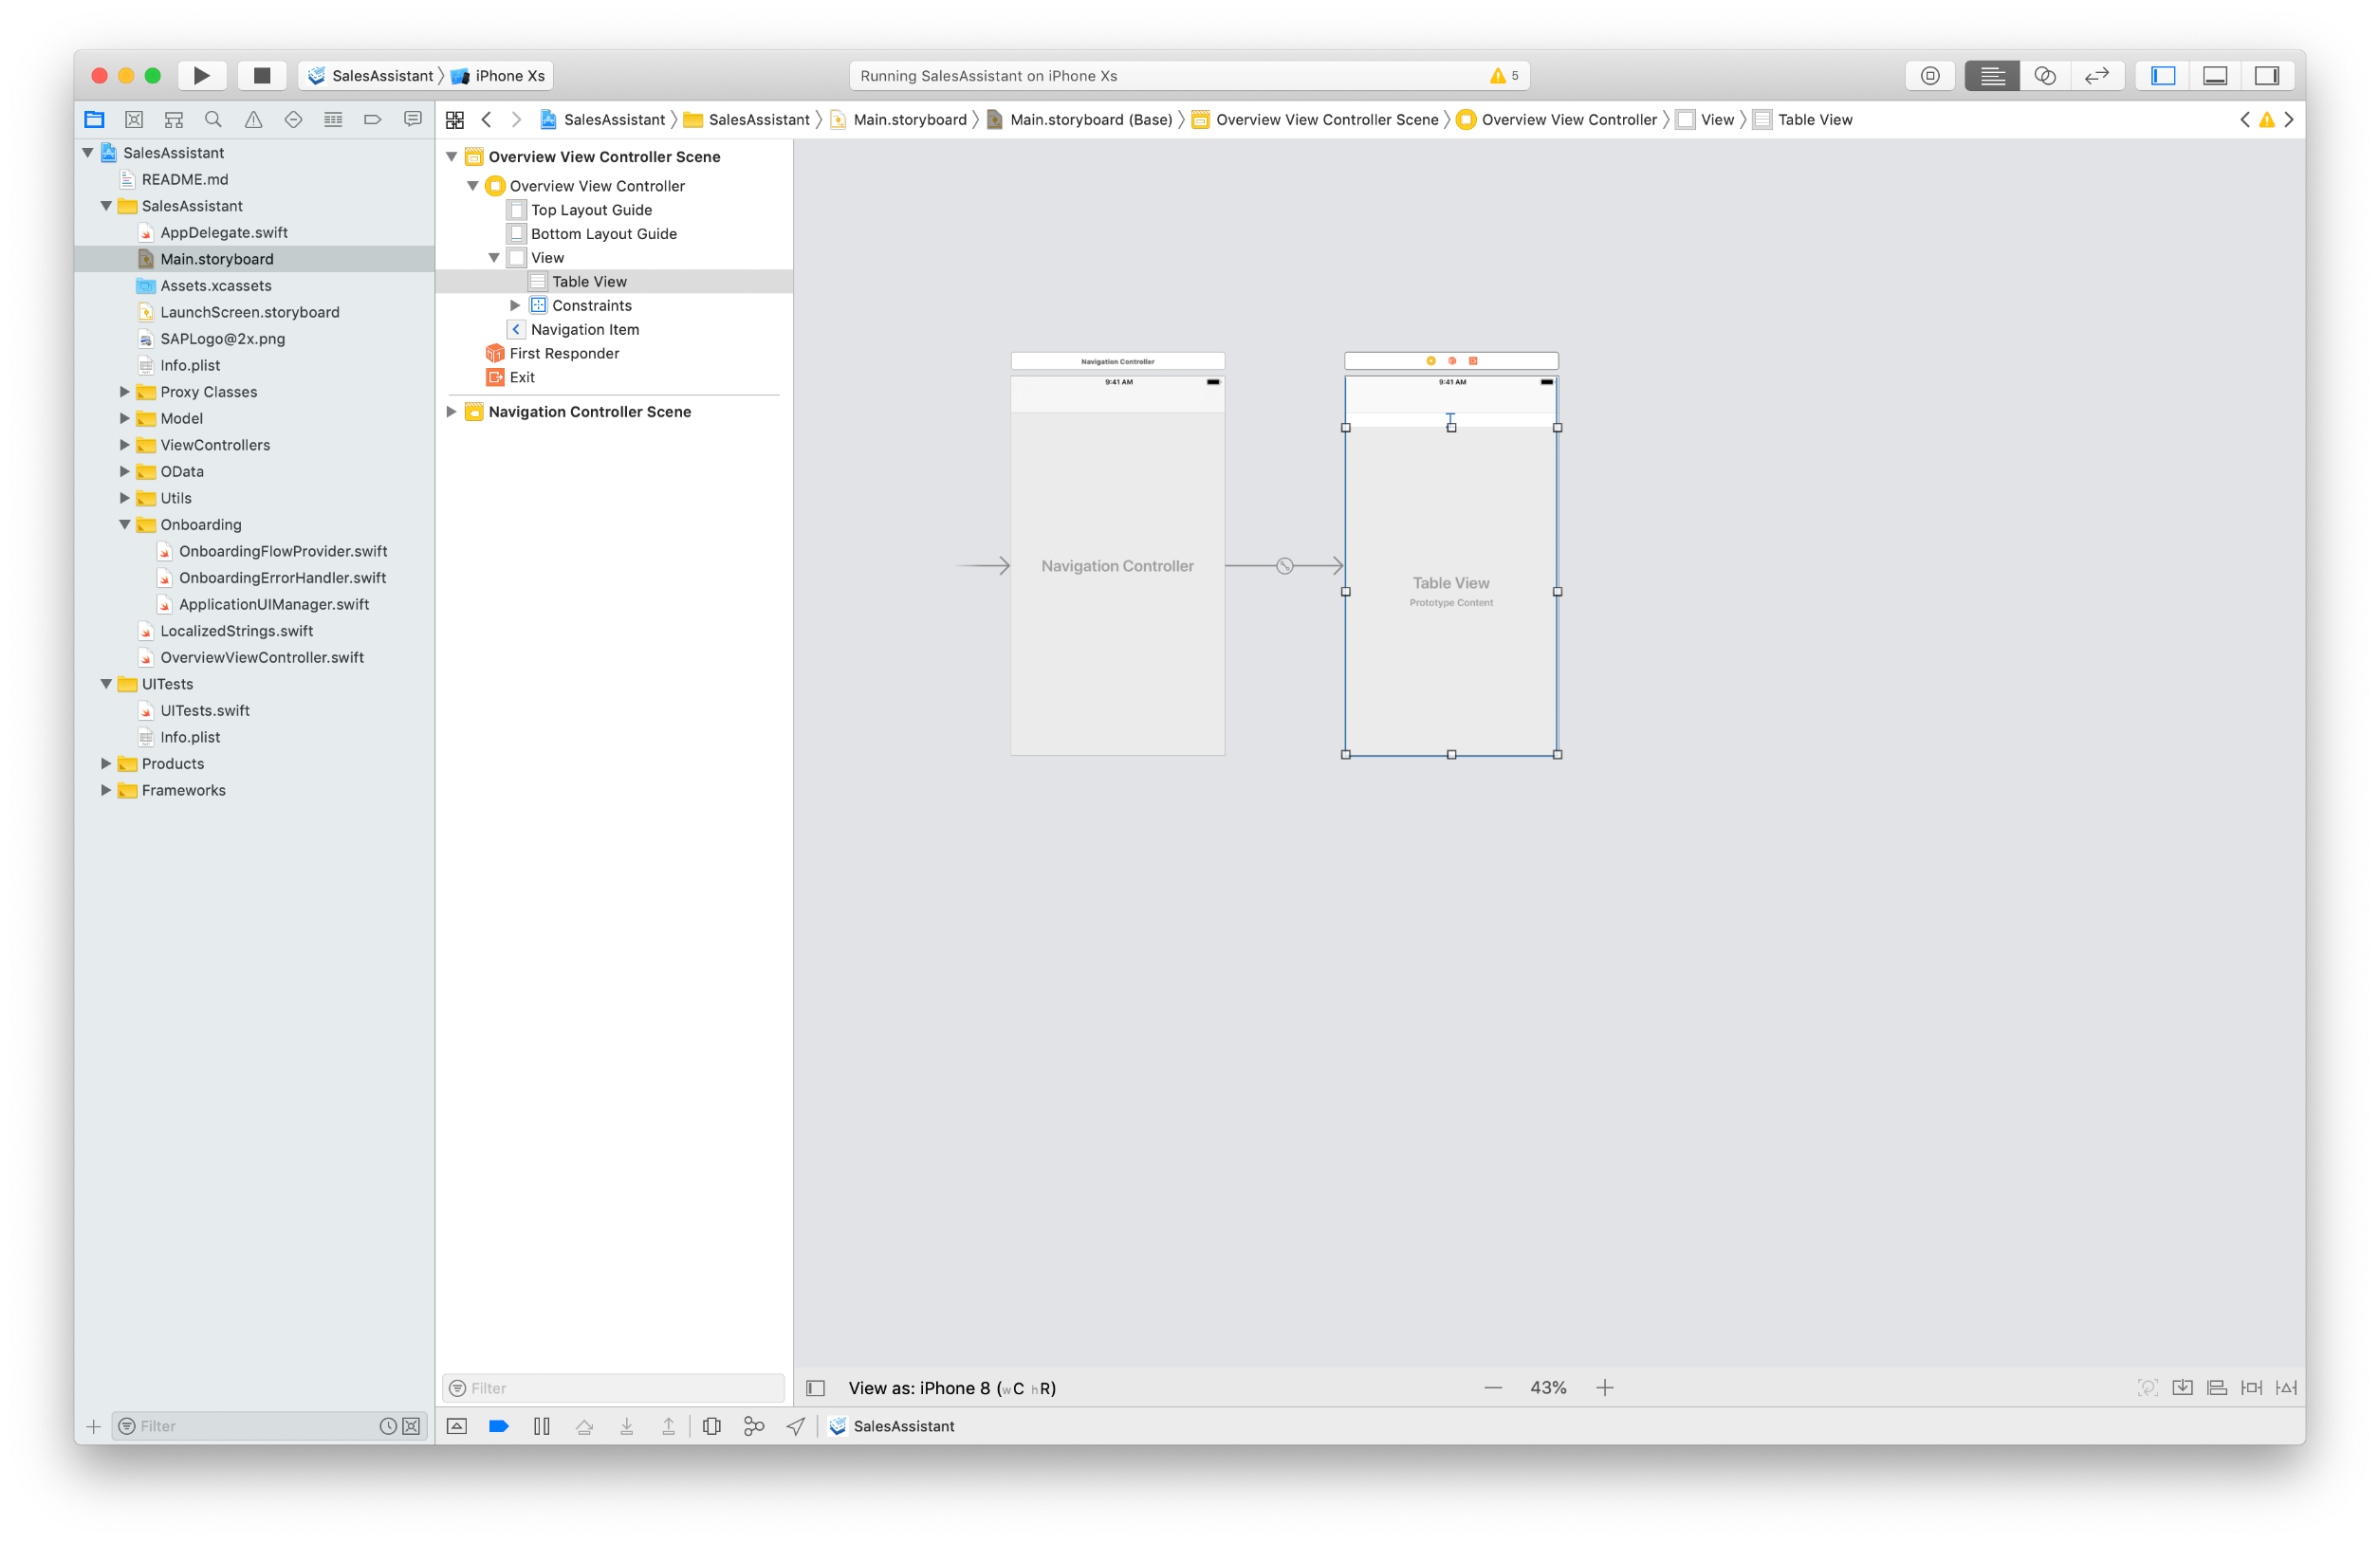 SalesAssistant iPhone Xs
Running SalesAssistant on iPhone Xs 5
SalesAssistant SalesAssistant Main.storyboard Main.storyboard (Base) Overview View Controller Scene Overview View Controller View Table View
SalesAssistant
README.md
SalesAssistant
AppDelegate.swift
Main.storyboard
Assets.xcassets
LaunchScreen.storyboard
SAPLogo@2x.png
Info.plist
Proxy Classes
Model
ViewControllers
OData
Utils
Onboarding
OnboardingFlowProvider.swift
OnboardingErrorHandler.swift
ApplicationUIManager.swift
LocalizedStrings.swift
OverviewViewController.swift
UITests
UITests.swift
Info.plist
Products
Frameworks
Filter
Overview View Controller Scene
Overview View Controller
Top Layout Guide
Bottom Layout Guide
View
Table View
Constraints
Navigation Item
First Responder
Exit
Navigation Controller Scene
Filter
Navigation Controller
9:41 AM
Navigation Controller
9:41 AM
Table View
Prototype Content
View as: iPhone 8 (wC hR)
43%
SalesAssistant